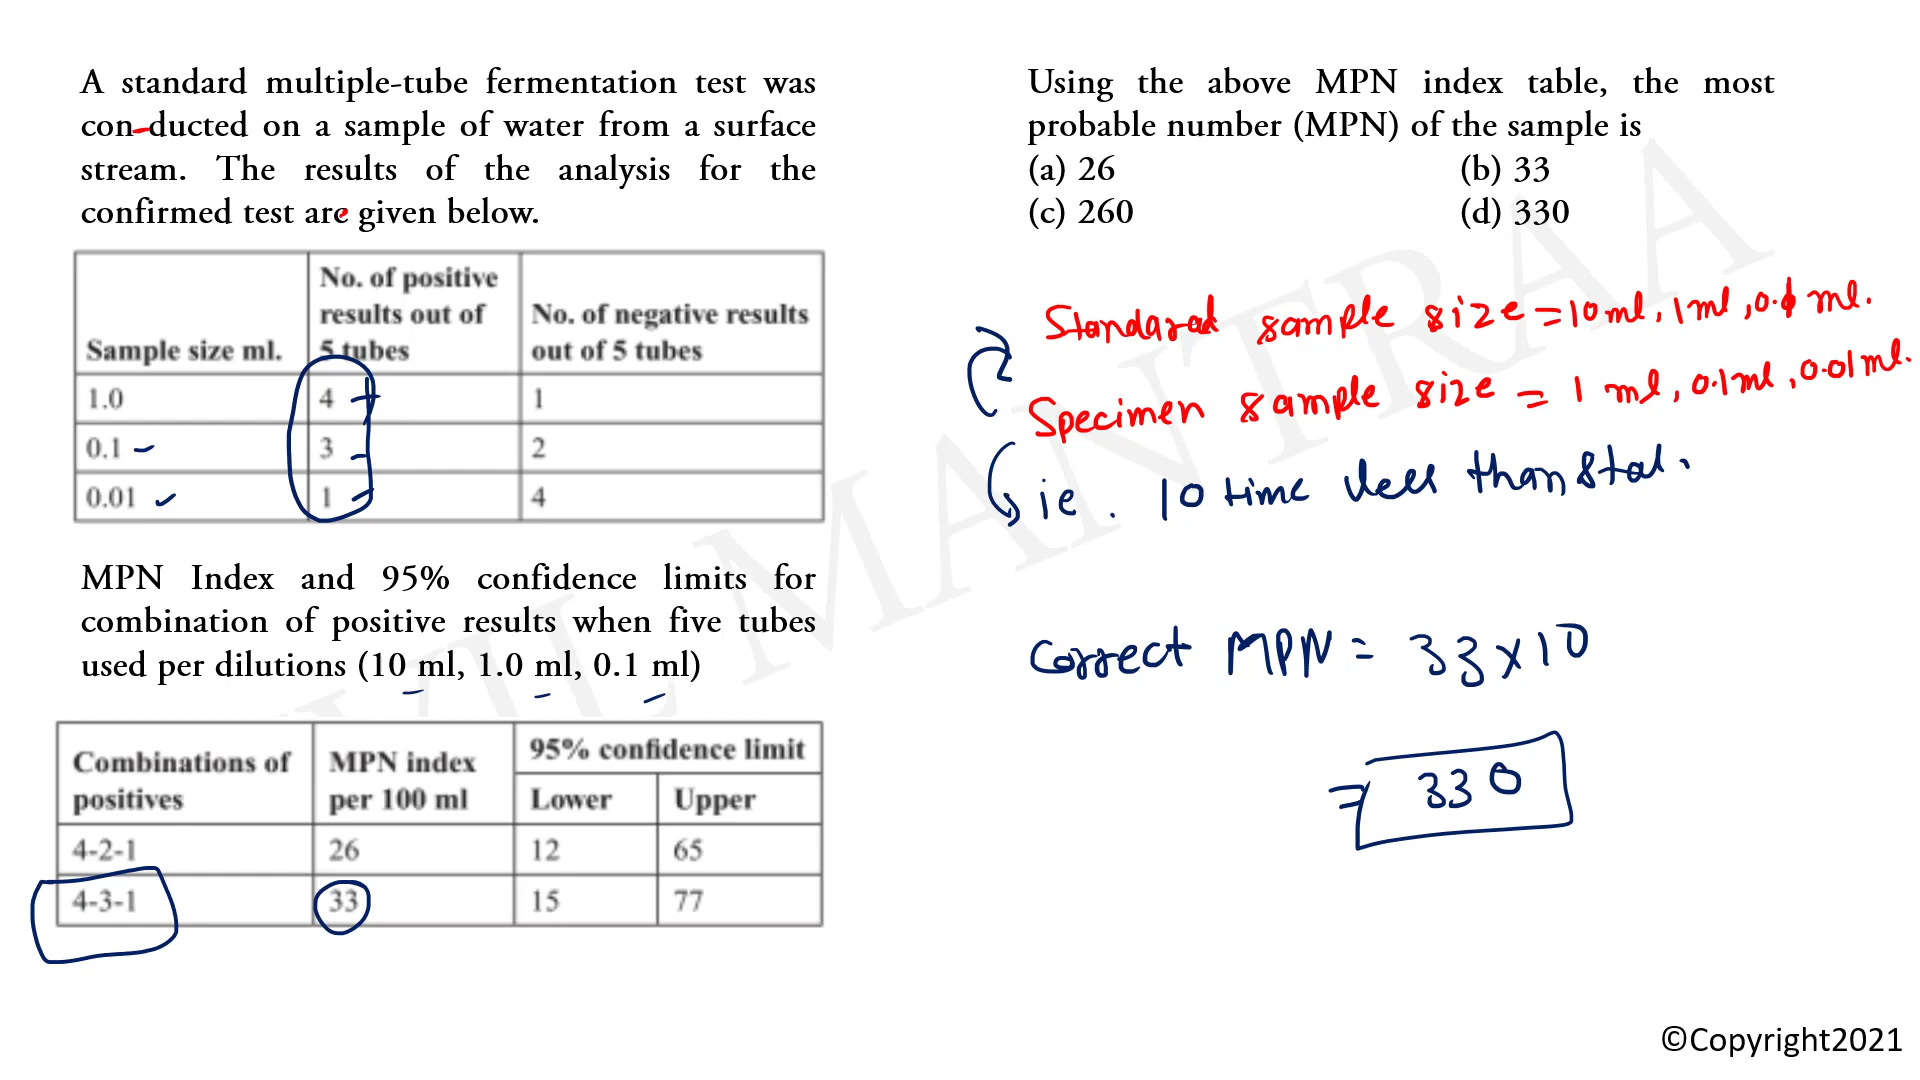 A standard multiple-tube fermentation test was
con-ducted on a sample of water from a surface
stream. The results of the analysis for the
confirmed test are given below.
Sample size ml. No. of positive results out of 5 tubes No. of negative results out of 5 tubes
1.0 4 1
0.1 3 2
0.01 1 4
MPN Index and 95% confidence limits for
combination of positive results when five tubes
used per dilutions (10 ml, 1.0 ml, 0.1 ml)
Combinations of positives MPN index per 100 ml 95% confidence limit
Lower Upper
4-2-1 26 12 65
4-3-1 33 15 77
Using the above MPN index table, the most
probable number (MPN) of the sample is
(a) 26 (b) 33
(c) 260 (d) 330
Standarad sample size = 10 ml, 1 ml, 0.1 ml.
Specimen sample size = 1 ml, 0.1 ml, 0.01 ml.
ie. 10 time less than std.
Correct MPN = 33 x 10
= 330
©Copyright2021